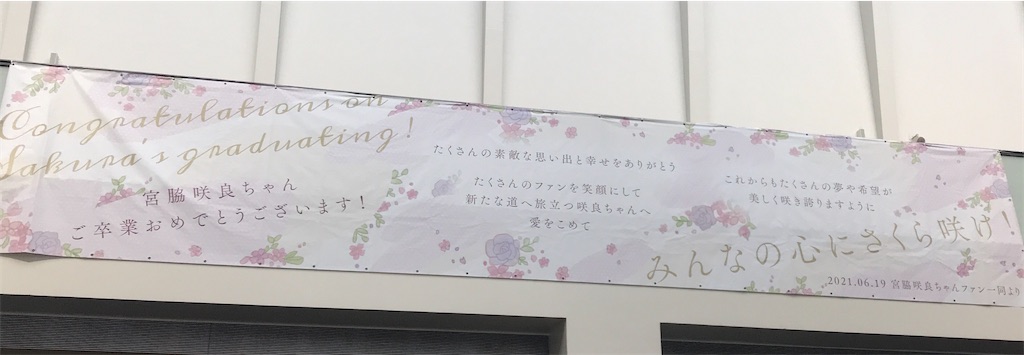 Congratulations on
Sakura's graduating!
宮脇咲良ちゃん
ご卒業おめでとうございます!
たくさんの素敵な思い出と幸せをありがとう
たくさんのファンを笑顔にして
新たな道へ旅立つ咲良ちゃんへ
愛をこめて
これからもたくさんの夢や希望が
美しく咲き誇りますように
みんなの心にさくら咲け!
2021.06.19 宮脇咲良ちゃんファン一同より